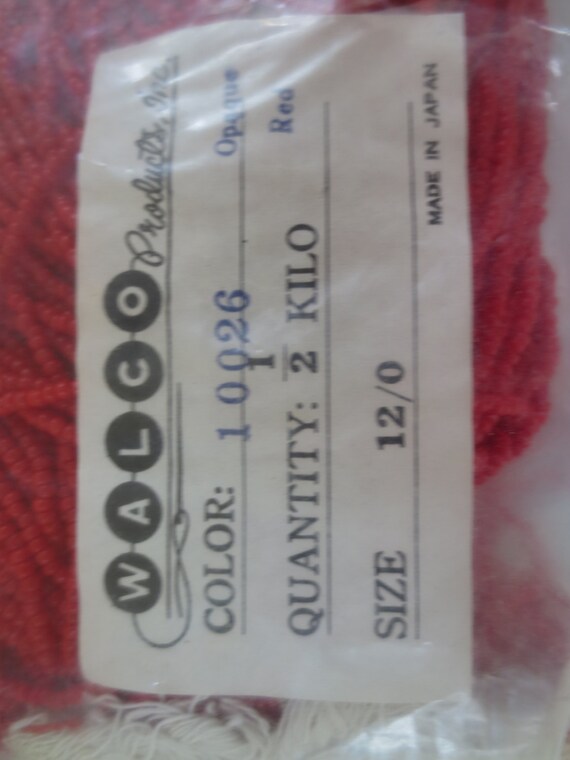 WALCO Products, Inc.
COLOR: 10026 Opaque
Red
QUANTITY: 1/2 KILO
SIZE 12/0
MADE IN JAPAN